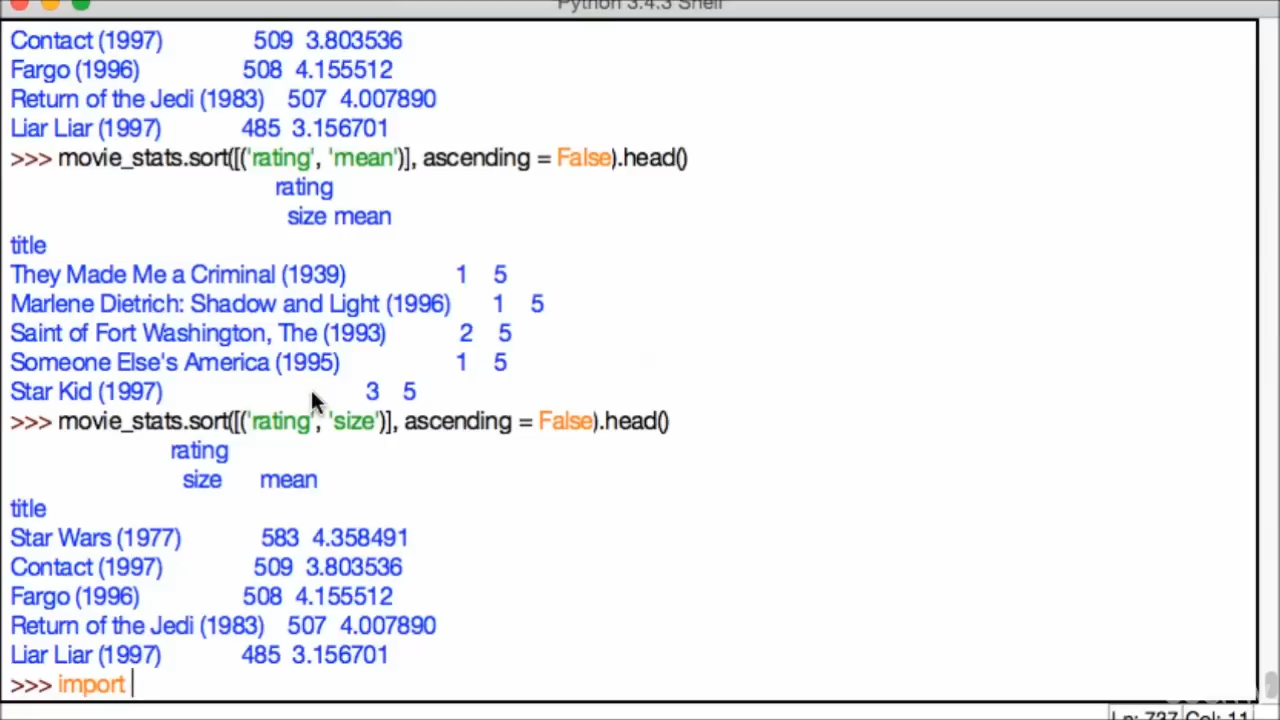 Python 3.4.3 Shell
Contact (1997) 509 3.803536
Fargo (1996) 508 4.155512
Return of the Jedi (1983) 507 4.007890
Liar Liar (1997) 485 3.156701
>>> movie_stats.sort([('rating', 'mean')], ascending = False).head()
rating
size mean
title
They Made Me a Criminal (1939) 1 5
Marlene Dietrich: Shadow and Light (1996) 1 5
Saint of Fort Washington, The (1993) 2 5
Someone Else's America (1995) 1 5
Star Kid (1997) 3 5
>>> movie_stats.sort([('rating', 'size')], ascending = False).head()
rating
size mean
title
Star Wars (1977) 583 4.358491
Contact (1997) 509 3.803536
Fargo (1996) 508 4.155512
Return of the Jedi (1983) 507 4.007890
Liar Liar (1997) 485 3.156701
>>> import
Ln: 737 Col: 11